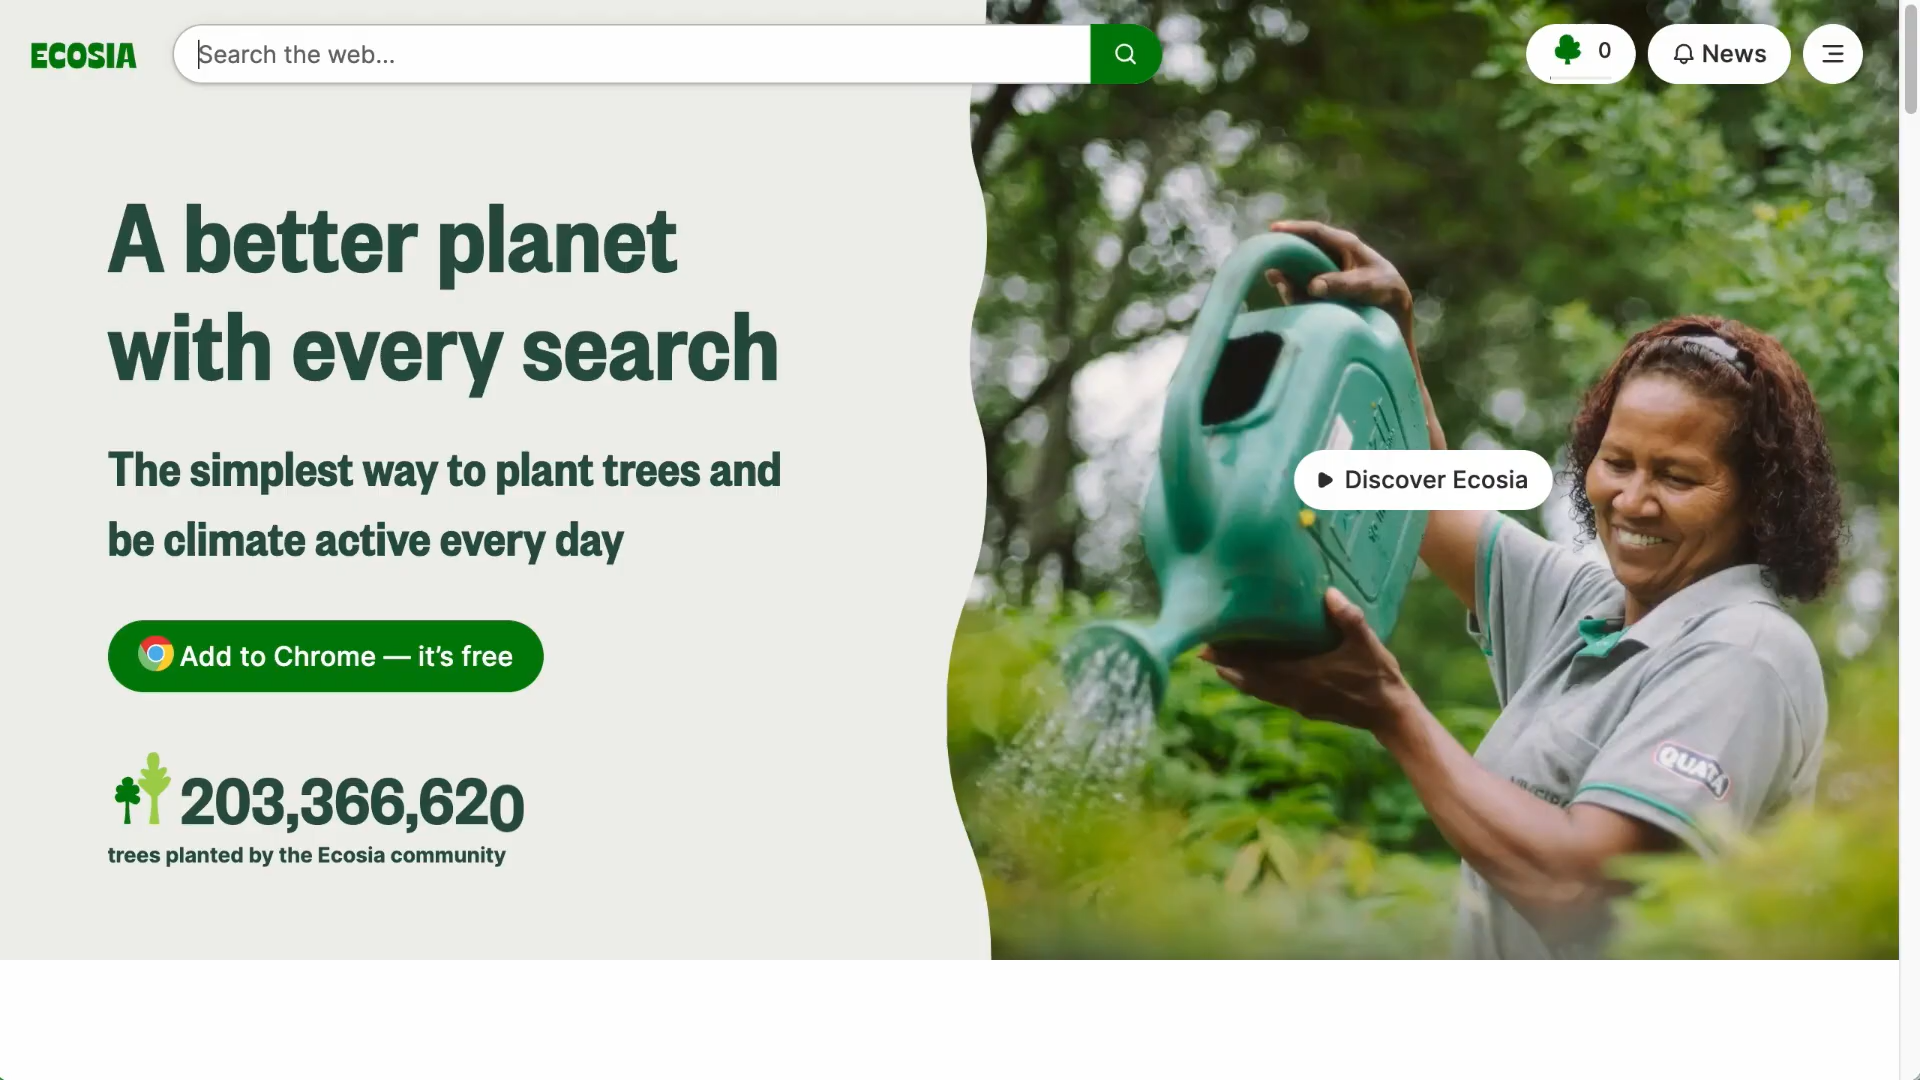 ECOSIA
Search the web...
0
News
A better planet
with every search
The simplest way to plant trees and
be climate active every day
Discover Ecosia
Add to Chrome — it’s free
QUATÁ
203,366,620
trees planted by the Ecosia community